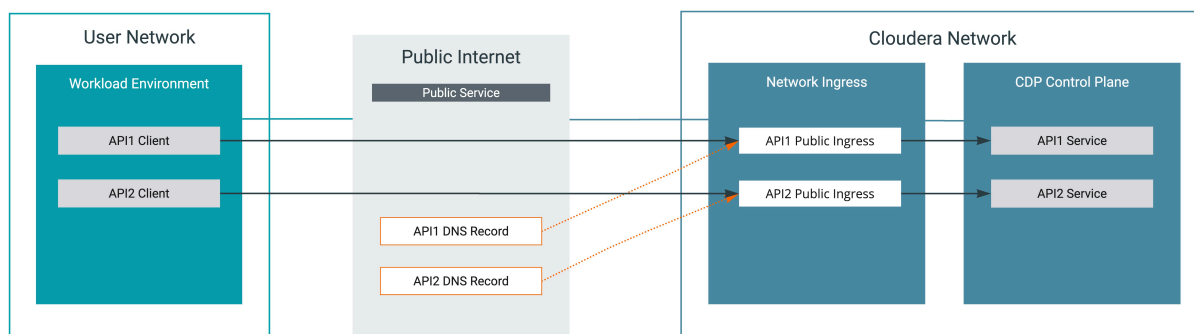 User Network
Workload Environment
API1 Client
API2 Client
Public Internet
Public Service
API1 DNS Record
API2 DNS Record
Cloudera Network
Network Ingress
API1 Public Ingress
API2 Public Ingress
CDP Control Plane
API1 Service
API2 Service